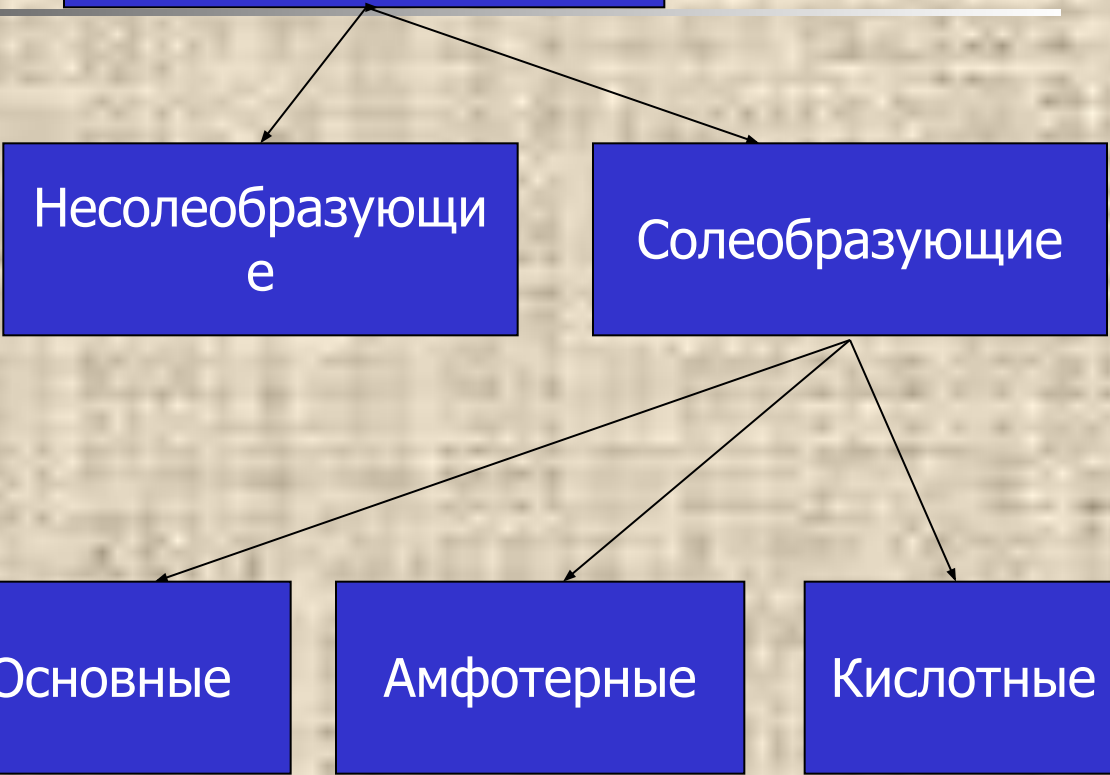 Несолеобразующи
е
Солеобразующие
Основные
Амфотерные
Кислотные